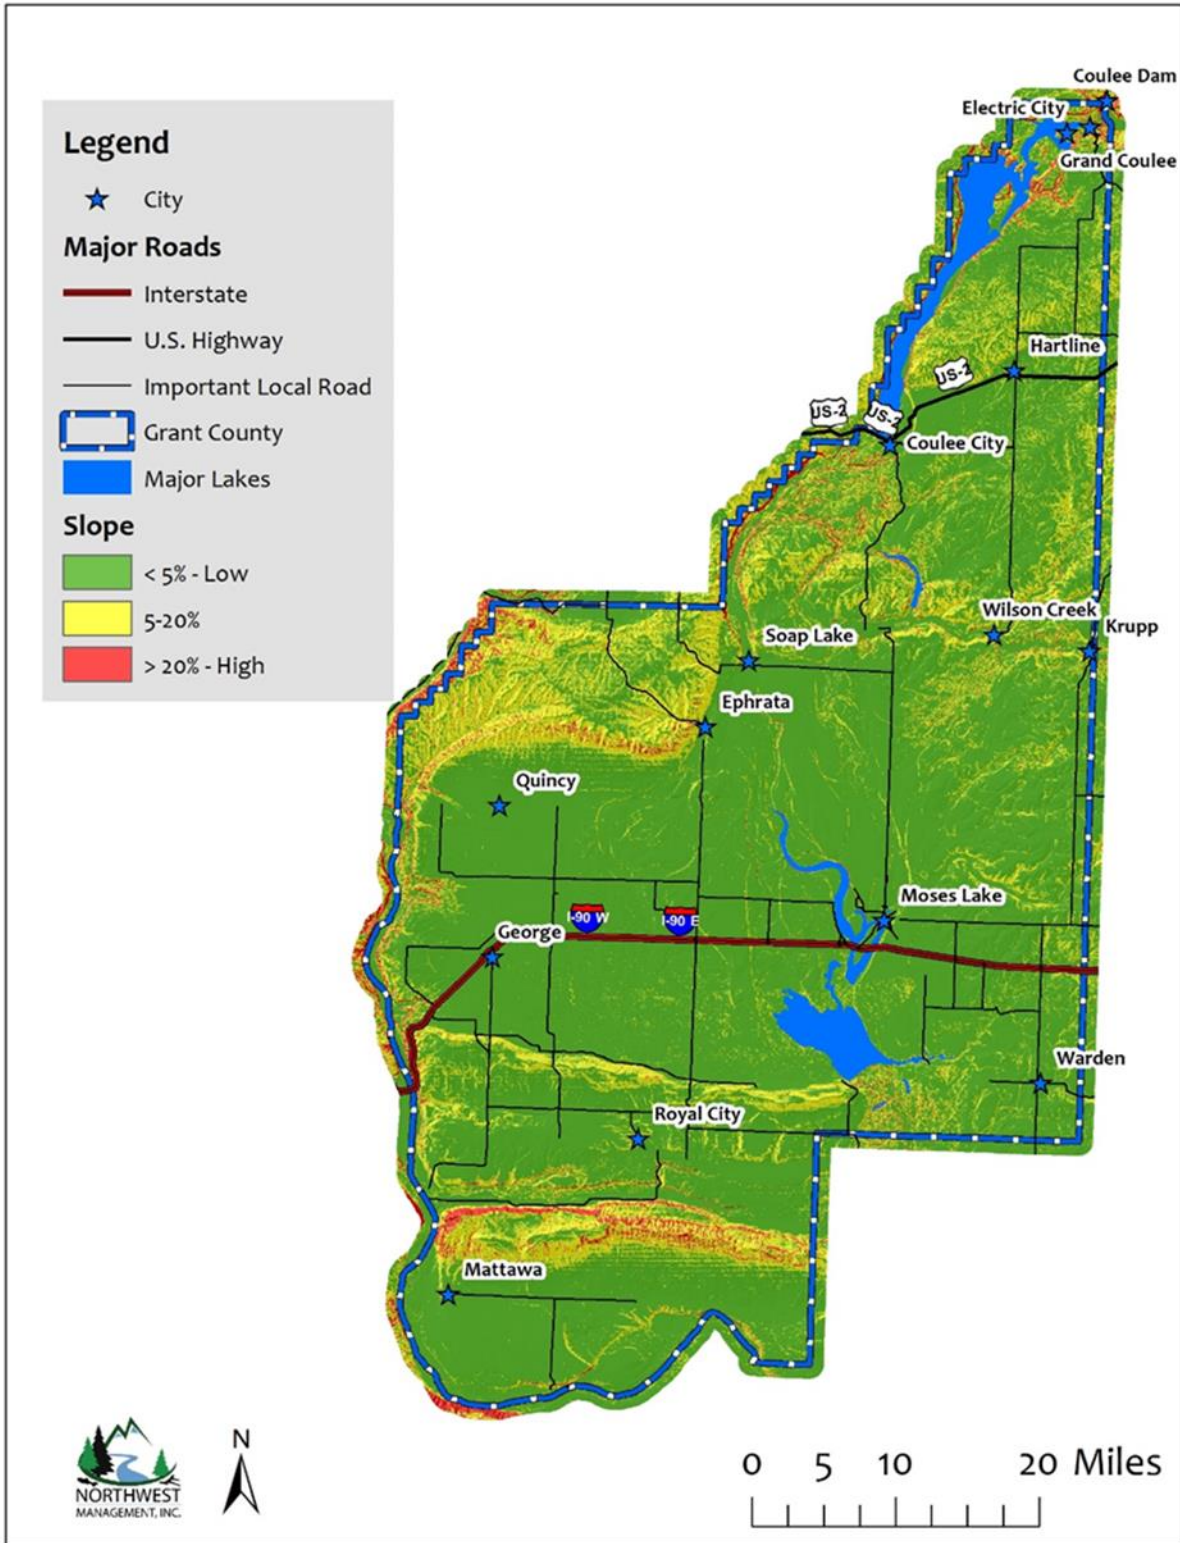 Coulee Dam
Electric City
Grand Coulee
Legend
City
Major Roads
Interstate
U.S. Highway
Important Local Road
Grant County
Major Lakes
Slope
< 5% - Low
5-20%
> 20% - High
Hartline
US-2
US-2
US-2
Coulee City
Wilson Creek
Krupp
Soap Lake
Ephrata
Quincy
Moses Lake
I-90 W
I-90 E
George
Warden
Royal City
Mattawa
N
NORTHWEST
MANAGEMENT, INC.
0 5 10 20 Miles